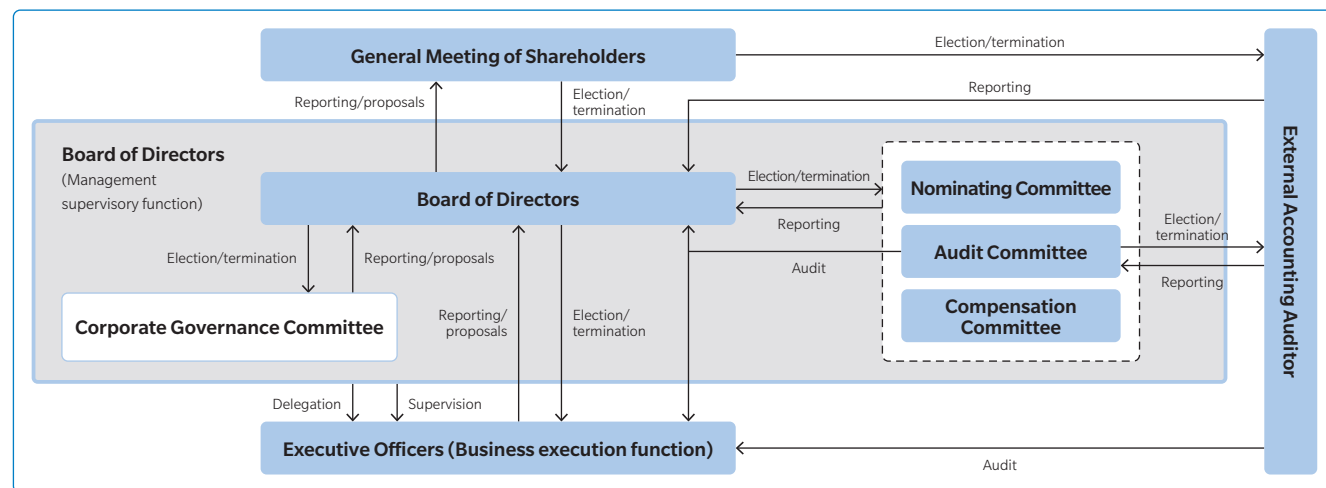 General Meeting of Shareholders
Election/termination
Reporting/proposals
Election/
termination
Reporting
External Accounting Auditor
Board of Directors
(Management
supervisory function)
Board of Directors
Election/termination
Reporting
Nominating Committee
Audit Committee
Compensation
Committee
Election/
termination
Reporting
Audit
Election/termination
Reporting/proposals
Corporate Governance Committee
Reporting/
proposals
Election/
termination
Delegation
Supervision
Executive Officers (Business execution function)
Audit